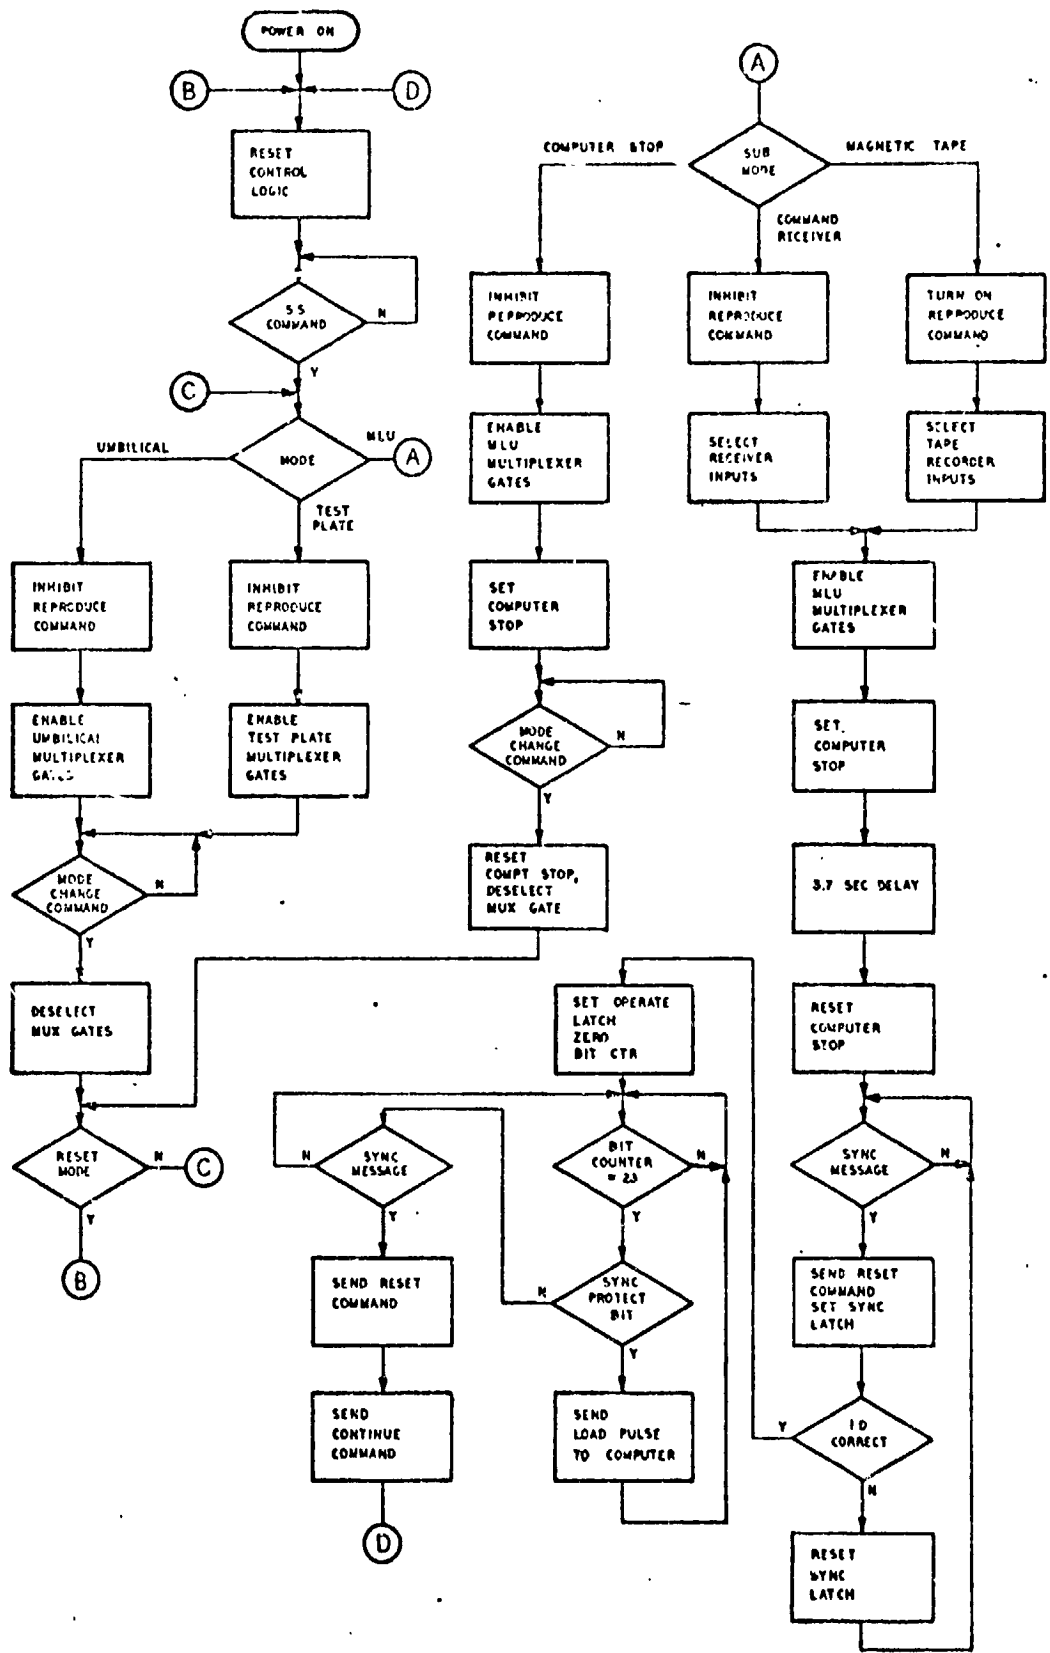 POWER ON
B
D
RESET
CONTROL
LOGIC
SS
COMMAND
N
Y
C
UMBILICAL
MODE
MLU
A
TEST
PLATE
INHIBIT
REPRODUCE
COMMAND
INHIBIT
REPRODUCE
COMMAND
ENABLE
UMBILICAL
MULTIPLEXER
GATES
ENABLE
TEST PLATE
MULTIPLEXER
GATES
MODE
CHANGE
COMMAND
N
Y
DESELECT
MUX GATES
RESET
MODE
N
C
Y
B
A
COMPUTER STOP
SUB
MODE
MAGNETIC TAPE
COMMAND
RECEIVER
INHIBIT
REPRODUCE
COMMAND
INHIBIT
REPRODUCE
COMMAND
TURN ON
REPRODUCE
COMMAND
ENABLE
MLU
MULTIPLEXER
GATES
SELECT
RECEIVER
INPUTS
SELECT
TAPE
RECORDER
INPUTS
SET
COMPUTER
STOP
MODE
CHANGE
COMMAND
N
Y
RESET
COMPT STOP,
DESELECT
MUX GATE
ENABLE
MLU
MULTIPLEXER
GATES
SET
COMPUTER
STOP
3.7 SEC DELAY
RESET
COMPUTER
STOP
SYNC
MESSAGE
N
Y
SEND RESET
COMMAND
SET SYNC
LATCH
I D
CORRECT
Y
N
RESET
SYNC
LATCH
SET OPERATE
LATCH
ZERO
BIT CTR
BIT
COUNTER
= 23
N
Y
SYNC
PROTECT
BIT
N
Y
SEND
LOAD PULSE
TO COMPUTER
SYNC
MESSAGE
N
Y
SEND RESET
COMMAND
SEND
CONTINUE
COMMAND
D